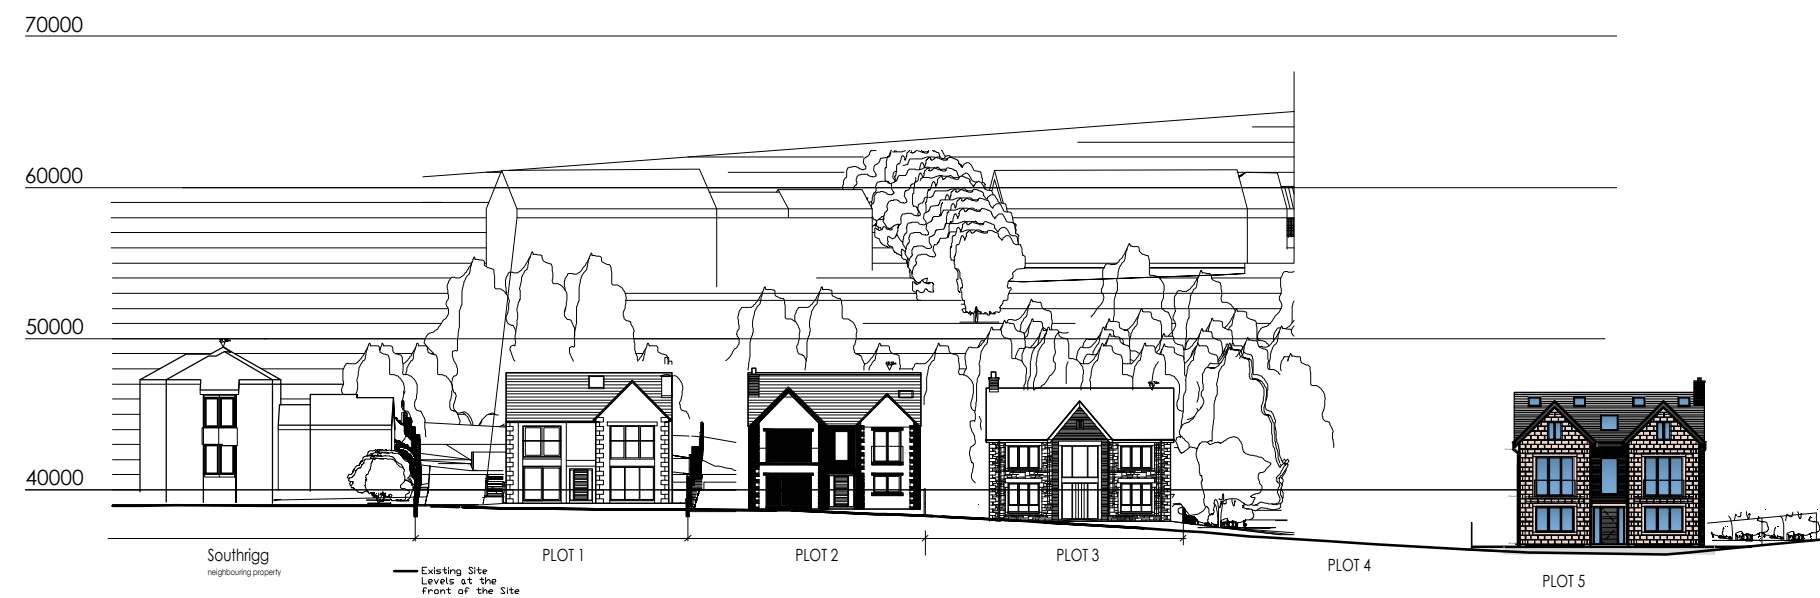 70000
60000
50000
40000
Southrigg
neighbouring property
PLOT 1
PLOT 2
PLOT 3
PLOT 4
PLOT 5
Existing Site
Levels at the
front of the Site